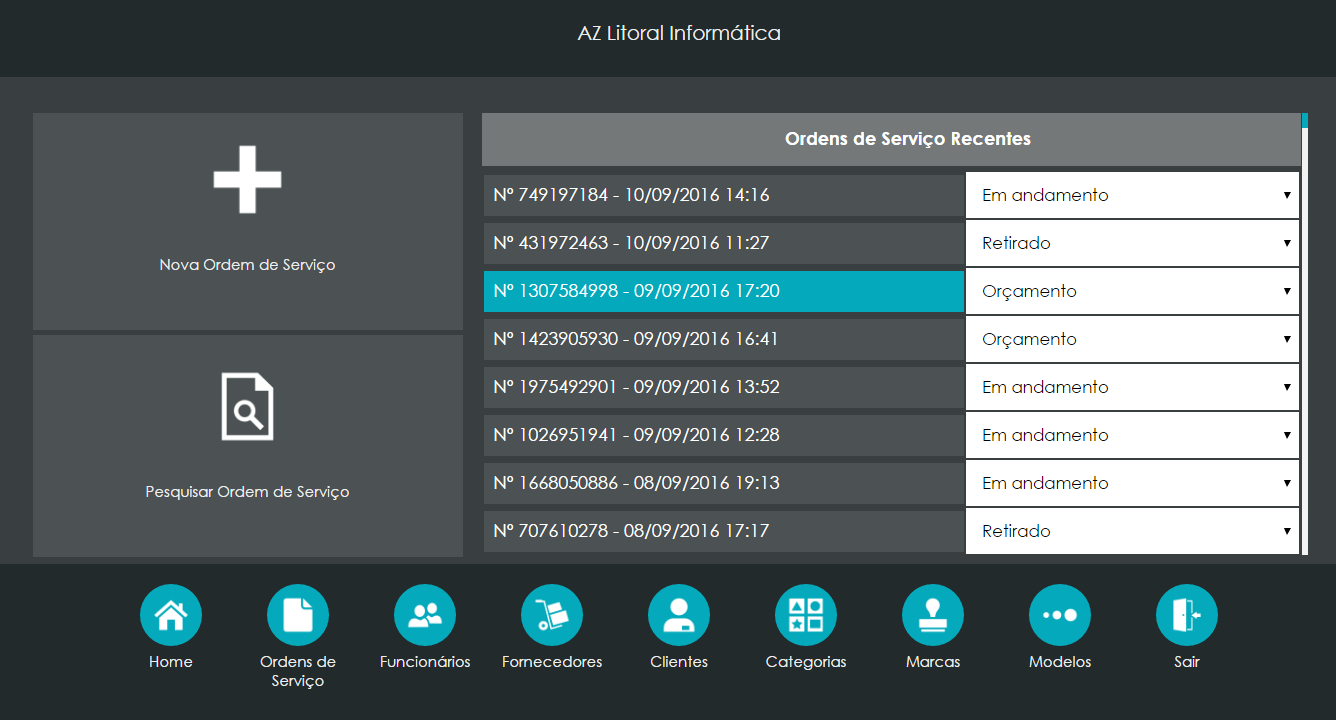 AZ Litoral Informática
Nova Ordem de Serviço
Pesquisar Ordem de Serviço
Ordens de Serviço Recentes
Nº 749197184 - 10/09/2016 14:16 Em andamento
Nº 431972463 - 10/09/2016 11:27 Retirado
Nº 1307584998 - 09/09/2016 17:20 Orçamento
Nº 1423905930 - 09/09/2016 16:41 Orçamento
Nº 1975492901 - 09/09/2016 13:52 Em andamento
Nº 1026951941 - 09/09/2016 12:28 Em andamento
Nº 1668050886 - 08/09/2016 19:13 Em andamento
Nº 707610278 - 08/09/2016 17:17 Retirado
Home
Ordens de
Serviço
Funcionários
Fornecedores
Clientes
Categorias
Marcas
Modelos
Sair